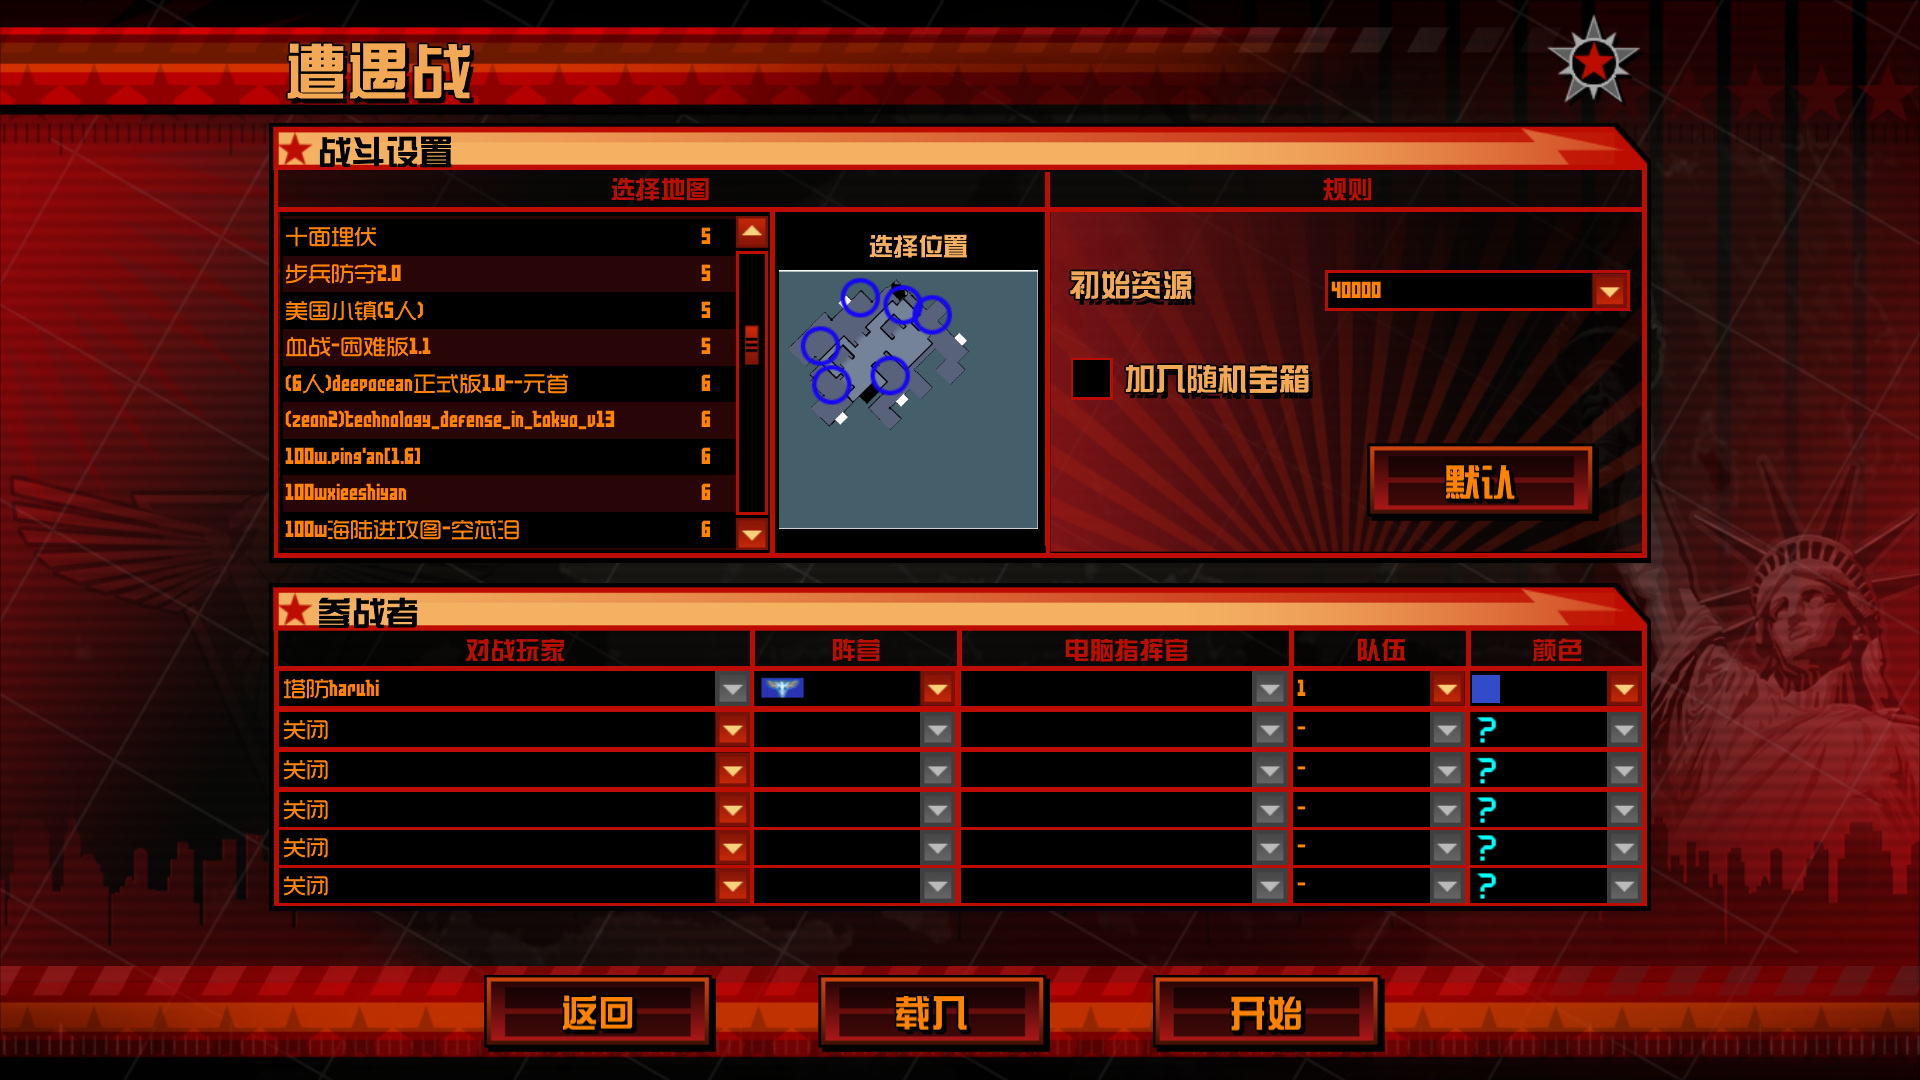 遭遇战
战斗设置
选择地图
规则
十面埋伏 5
步兵防守2.0 5
美国小镇(5人) 5
血战-困难版1.1 5
(6人)deepocean正式版1.0--元首 6
(zeon2)technology_defense_in_tokyo_v13 6
100w.ping'an[1.6] 6
100wxieeshiyan 6
100w海陆进攻图-空芯泪 6
选择位置
初始资源 40000
加入随机宝箱
默认
参战者
对战玩家 阵营 电脑指挥官 队伍 颜色
塔防haruhi 1
关闭 - ?
关闭 - ?
关闭 - ?
关闭 - ?
关闭 - ?
返回 载入 开始